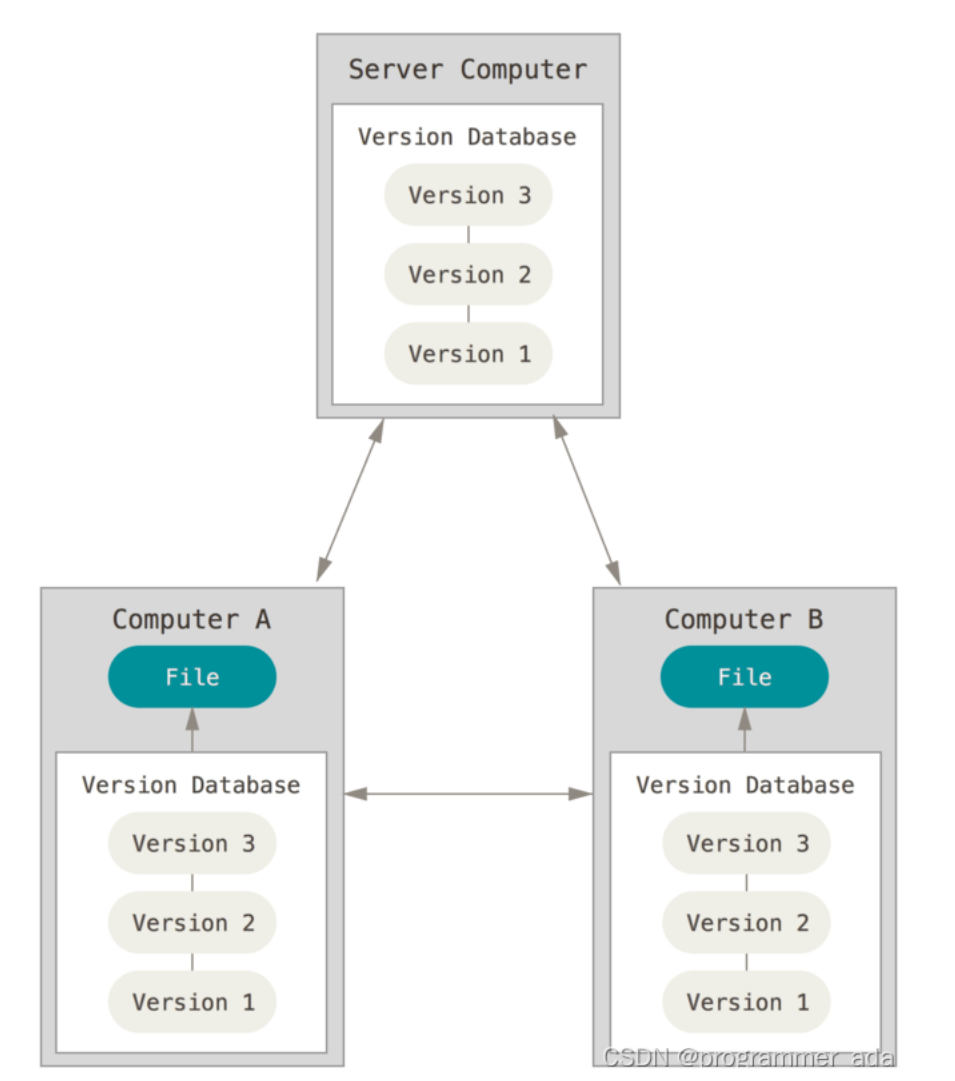 Server Computer
Version Database
Version 3
Version 2
Version 1
Computer A
File
Version Database
Version 3
Version 2
Version 1
Computer B
File
Version Database
Version 3
Version 2
Version 1
CSDN @programmer_ada